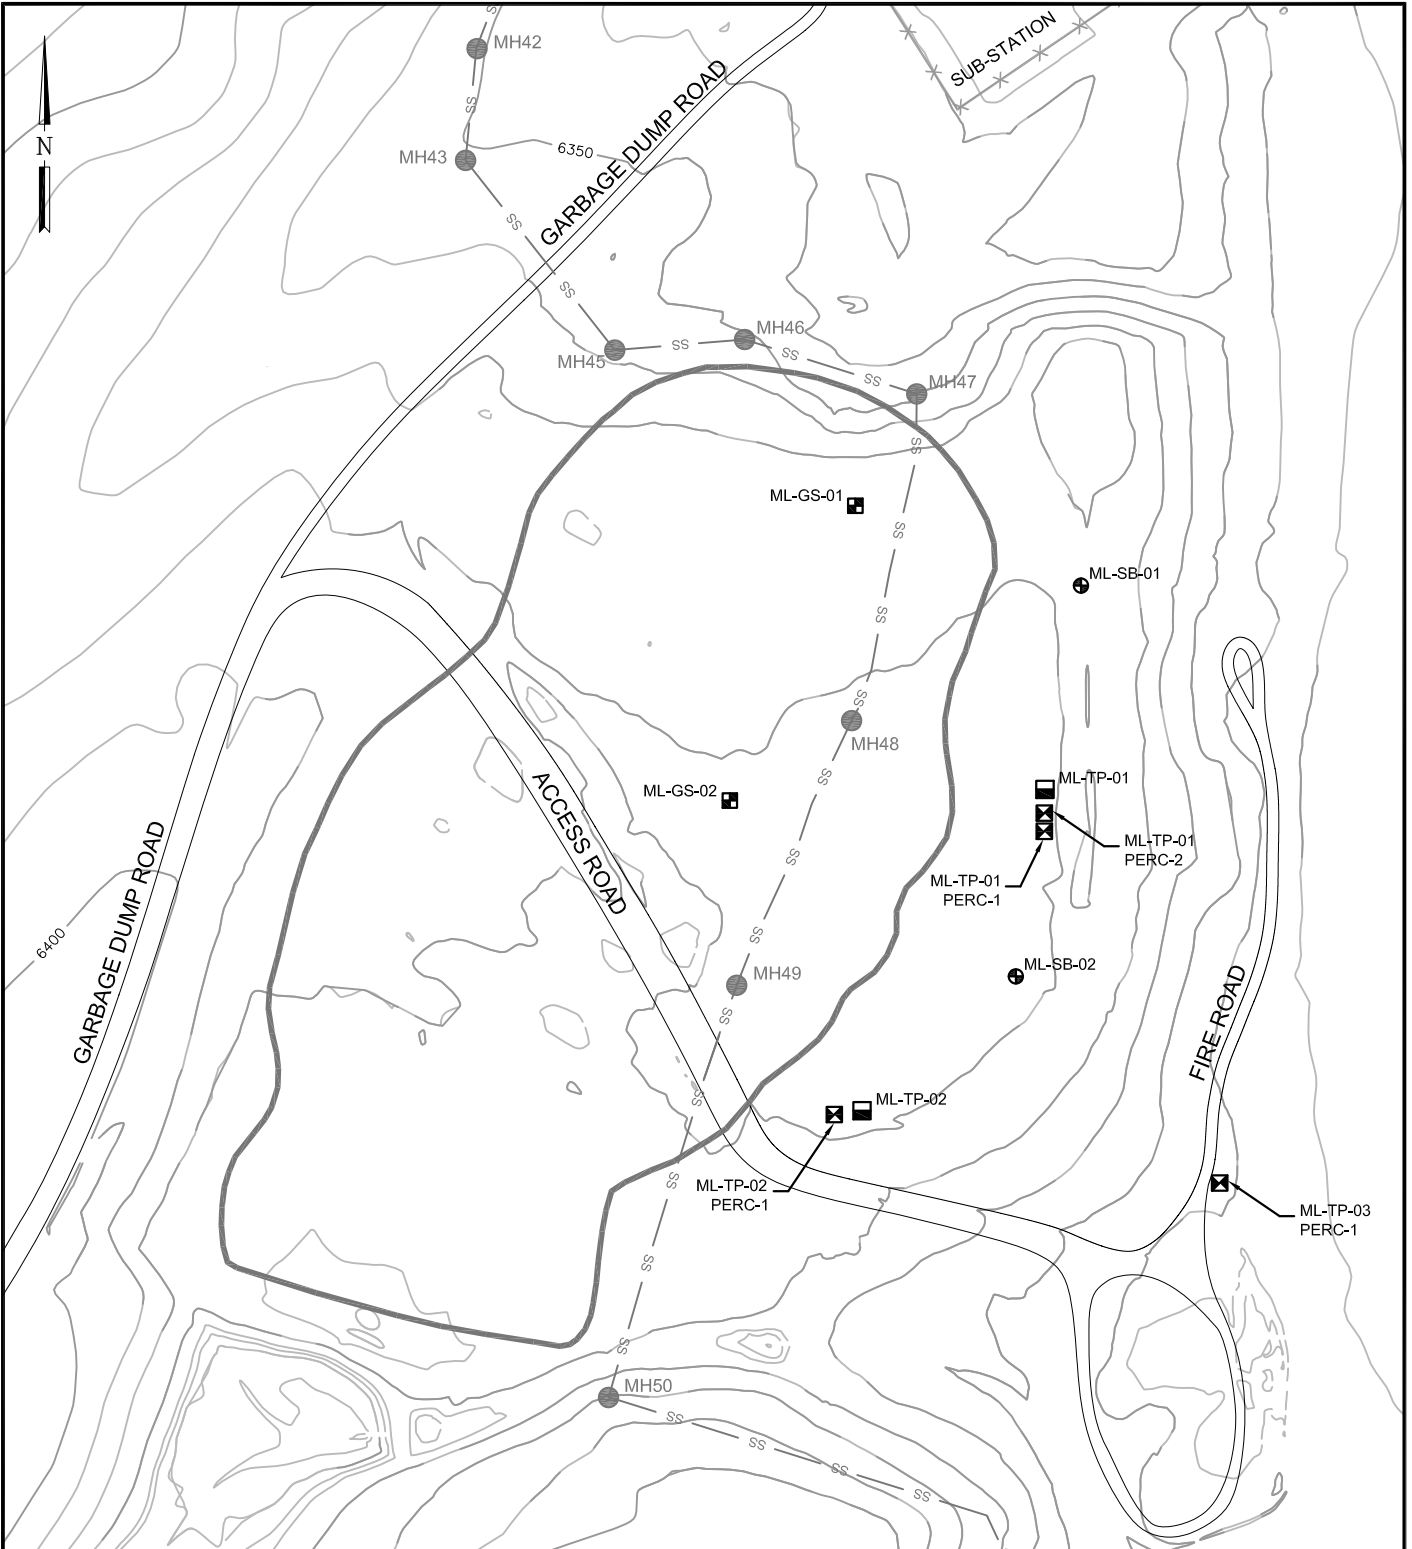 SS
MH42
SUB-STATION
GARBAGE DUMP ROAD
SS
N
6350
MH43
SS
SS
MH46
SS
SS
MH45
SS
MH47
SS
ML-GS-01
SS
ML-SB-01
SS
SS
MH48
ML-TP-01
SS
ML-GS-02
ACCESS ROAD
ML-TP-01
PERC-2
SS
ML-TP-01
PERC-1
GARBAGE DUMP ROAD
6400
SS
ML-SB-02
MH49
FIRE ROAD
SS
SS
ML-TP-02
SS
ML-TP-02
PERC-1
ML-TP-03
PERC-1
SS
SS
MH50
SS
SS
SS
SS